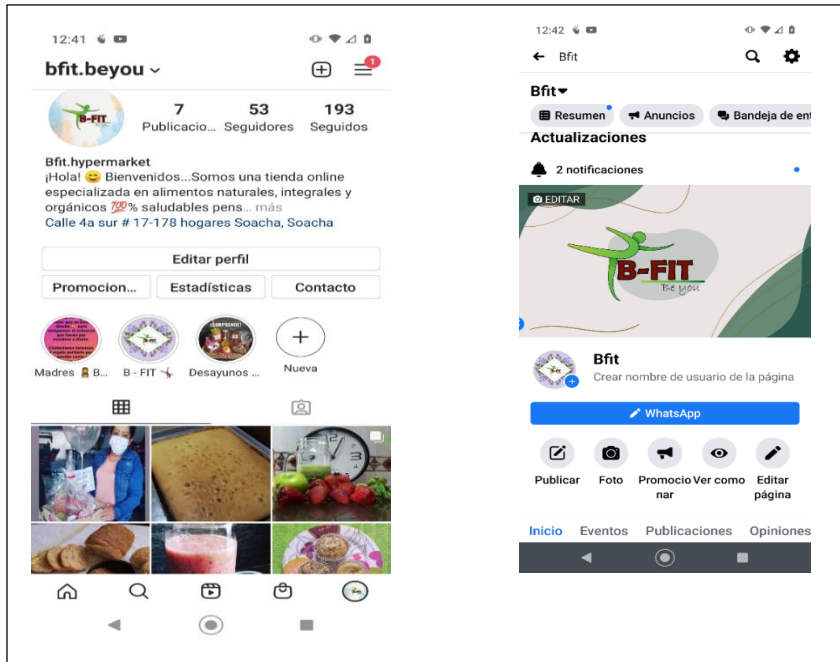 12:41
bfit.beyou
1
7 53 193
Publicacio... Seguidores Seguidos
B-FIT
Be you
Bfit.hypermarket
¡Hola! 😊 Bienvenidos...Somos una tienda online
especializada en alimentos naturales, integrales y
orgánicos 💯% saludables pens... más
Calle 4a sur # 17-178 hogares Soacha, Soacha
Editar perfil
Promocion... Estadísticas Contacto
Madres 🤱 B... B - FIT Desayunos ... Nueva
12:42
Bfit
Bfit
Resumen Anuncios Bandeja de ent
Actualizaciones
2 notificaciones
EDITAR
B-FIT
Be you
Bfit
Crear nombre de usuario de la página
WhatsApp
Publicar Foto Promocio Ver como Editar
nar página
Inicio Eventos Publicaciones Opiniones